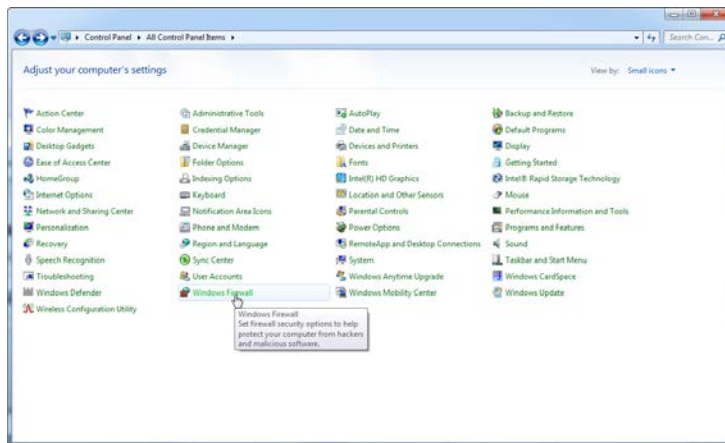 Control Panel ▸ All Control Panel Items ▸
Search Con...
Adjust your computer's settings
View by: Small icons
Action Center
Administrative Tools
AutoPlay
Backup and Restore
Color Management
Credential Manager
Date and Time
Default Programs
Desktop Gadgets
Device Manager
Devices and Printers
Display
Ease of Access Center
Folder Options
Fonts
Getting Started
HomeGroup
Indexing Options
Intel(R) HD Graphics
Intel® Rapid Storage Technology
Internet Options
Keyboard
Location and Other Sensors
Mouse
Network and Sharing Center
Notification Area Icons
Parental Controls
Performance Information and Tools
Personalization
Phone and Modem
Power Options
Programs and Features
Recovery
Region and Language
RemoteApp and Desktop Connections
Sound
Speech Recognition
Sync Center
System
Taskbar and Start Menu
Troubleshooting
User Accounts
Windows Anytime Upgrade
Windows CardSpace
Windows Defender
Windows Firewall
Windows Mobility Center
Windows Update
Wireless Configuration Utility
Windows Firewall
Set firewall security options to help
protect your computer from hackers
and malicious software.